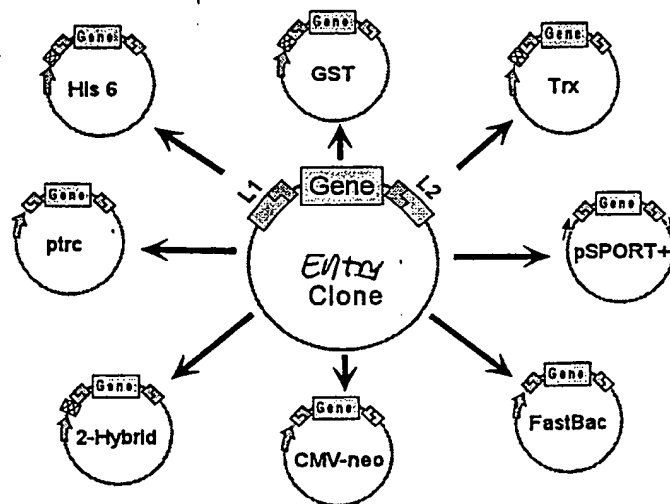 Gene
His 6
Gene
GST
Gene
Trx
L1
Gene
L2
Gene
ptrc
Entry
Clone
Gene
pSPORT+
Gene
2-Hybrid
Gene
CMV-neo
Gene
FastBac